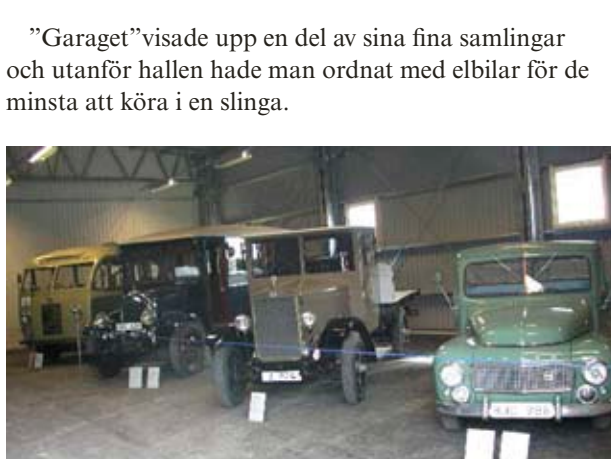 ”Garaget”visade upp en del av sina fina samlingar
och utanför hallen hade man ordnat med elbilar för de
minsta att köra i en slinga.